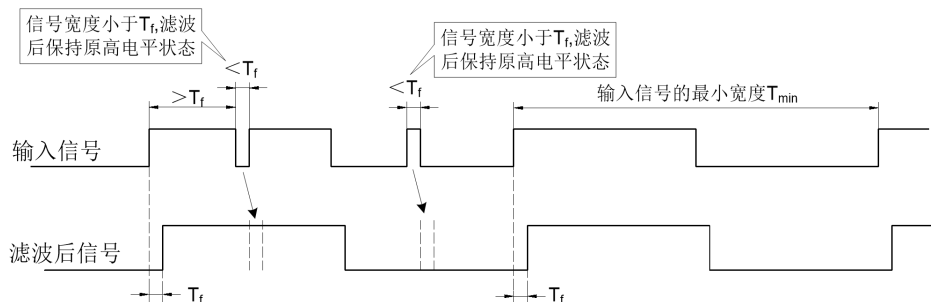 信号宽度小于Tf,滤波
后保持原高电平状态
信号宽度小于Tf,滤波
后保持原高电平状态
<Tf
<Tf
>Tf
输入信号的最小宽度Tmin
输入信号
滤波后信号
Tf
Tf